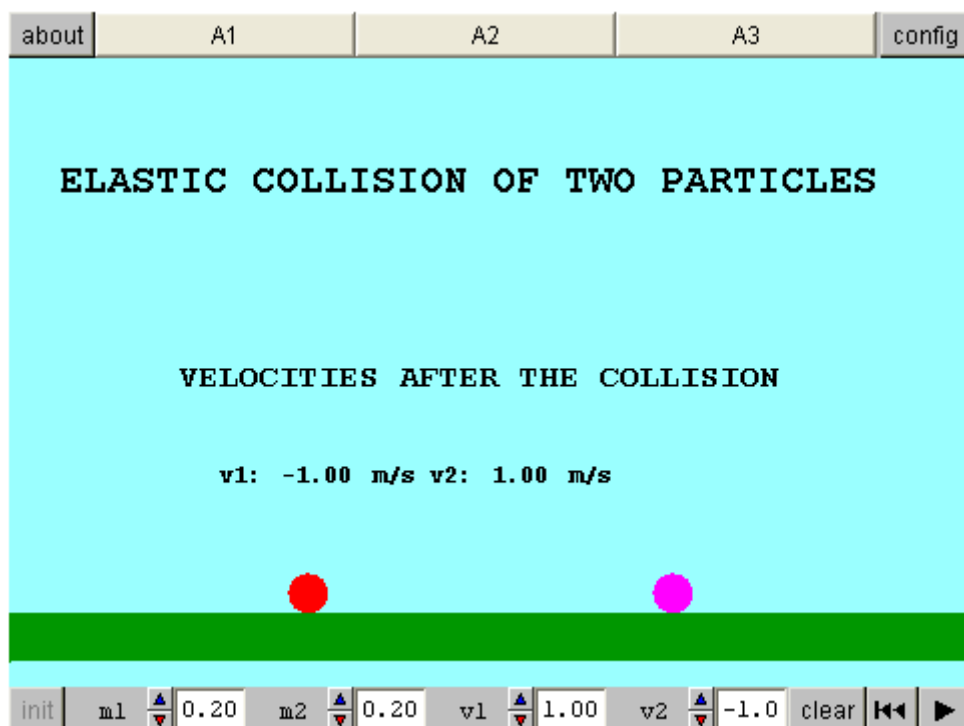 about A1 A2 A3 config
ELASTIC COLLISION OF TWO PARTICLES
VELOCITIES AFTER THE COLLISION
v1: -1.00 m/s v2: 1.00 m/s
init m1 0.20 m2 0.20 v1 1.00 v2 -1.0 clear